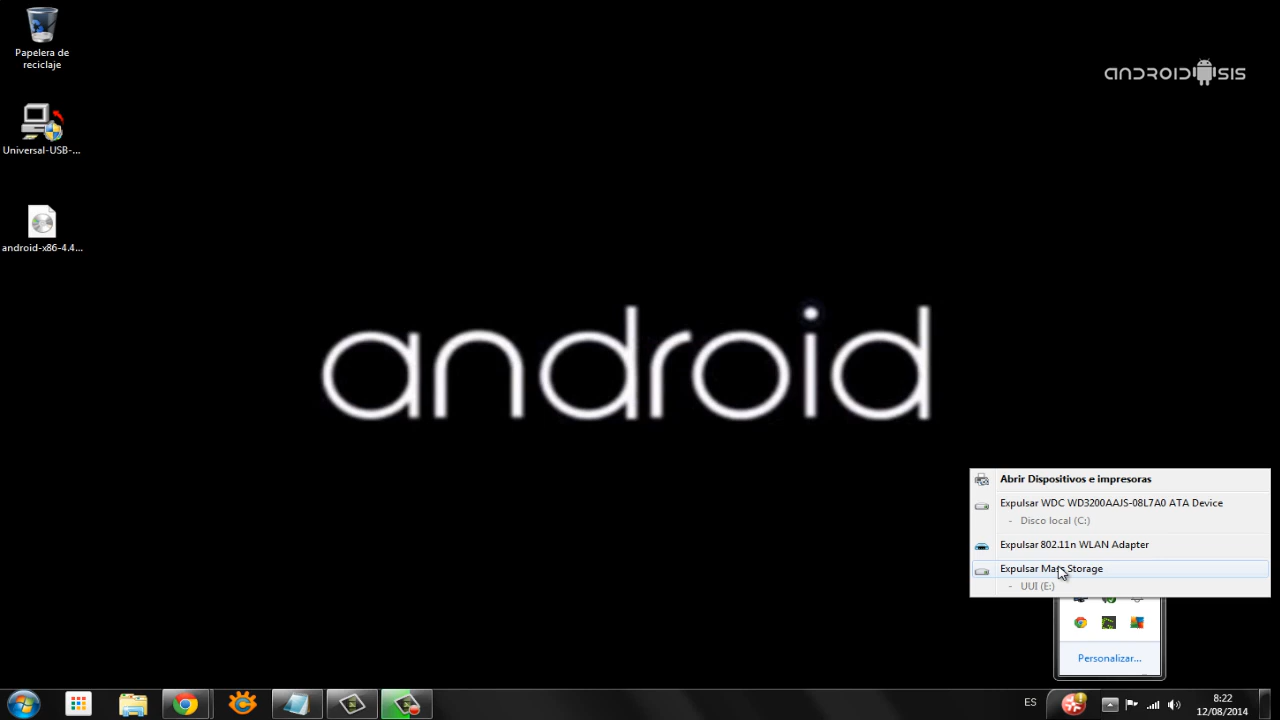 Papelera de
reciclaje
ANDROIDSIS
Universal-USB-...
android-x86-4.4...
android
Abrir Dispositivos e impresoras
Expulsar WDC WD3200AAJS-08L7A0 ATA Device
- Disco local (C:)
Expulsar 802.11n WLAN Adapter
Expulsar Mass Storage
- UUI (E:)
Personalizar...
ES
8:22
12/08/2014